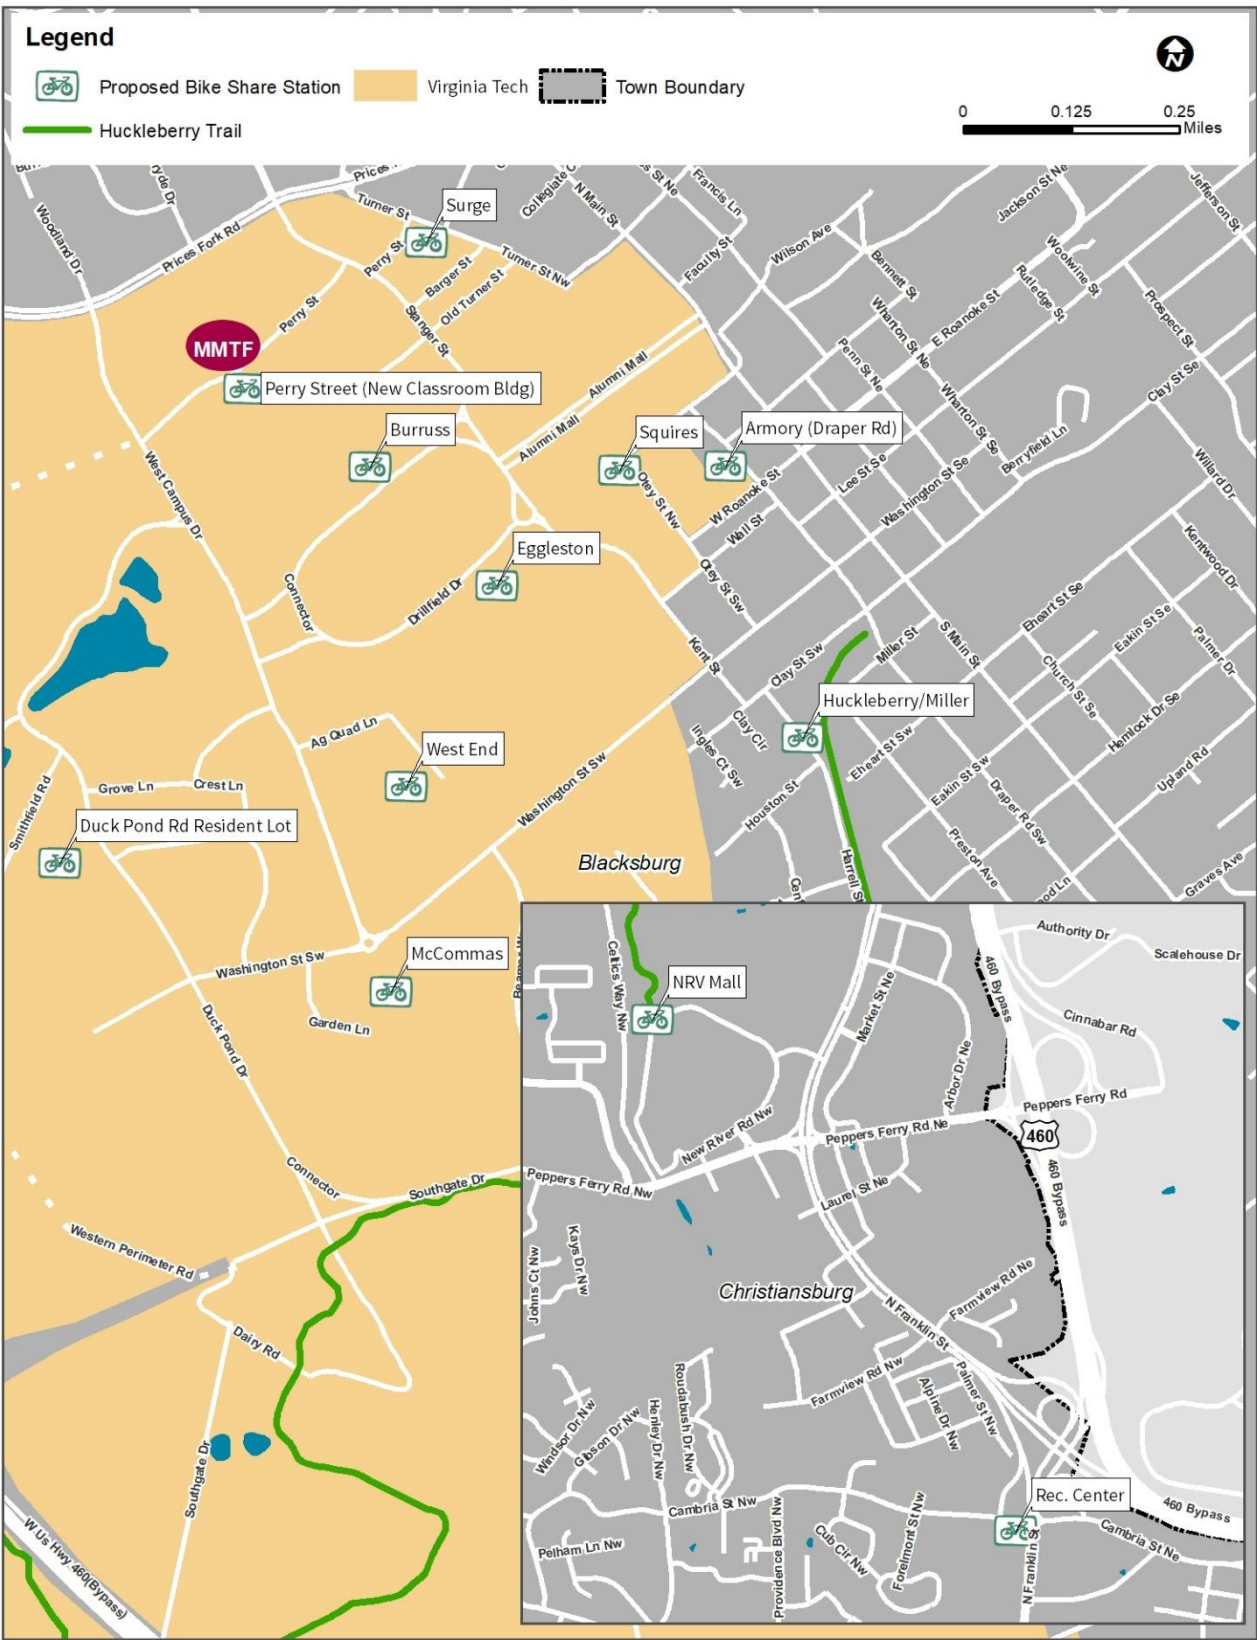 Legend
Proposed Bike Share Station
Virginia Tech
Town Boundary
Huckleberry Trail
N
0 0.125 0.25
Miles
Woodland Dr
Prices Fork Rd
Turner St
Collegiate
N Main St
Francis Ln
Jackson St Ne
Jefferson St
Surge
Perry St
Barger St
Old Turner St
Turner St Nw
Stanger St
Faculty St
Wilson Ave
Bennett St
Woolwine St
Rutledge St
Prospect St
Perry St
MMTF
Perry Street (New Classroom Bldg)
Alumni Mall
Wharton St Ne
E Roanoke St
Penn St Ne
Wharton St Se
Clay St Se
Burruss
Alumni Mall
Squires
Armory (Draper Rd)
Berryfield Ln
Willard Dr
West Campus Dr
Otey St Nw
W Roanoke St
Wall St
Lee St Se
Washington St Se
Eggleston
Connector
Drillfield Dr
Otey St Sw
Kentwood Dr
Kent St
Clay St Sw
Miller St
S Main St
Eheart St Se
Eakin St Se
Palmer Dr
Church St Se
Hemlock Dr Se
Huckleberry/Miller
Clay Cir
Ingles Ct Sw
Eheart St Sw
Upland Rd
Ag Quad Ln
West End
Washington St Sw
Houston St
Eakin St Sw
Draper Rd Sw
Smithfield Rd
Grove Ln
Crest Ln
Duck Pond Rd Resident Lot
Blacksburg
Harrell St
Preston Ave
Graves Ave
Washington St Sw
McCommas
Garden Ln
Duck Pond Dr
Connector
Southgate Dr
Western Perimeter Rd
Dairy Rd
Southgate Dr
W Us Hwy 460(Bypass)
Celtics Way Nw
NRV Mall
Market St Ne
460 Bypass
Authority Dr
Scalehouse Dr
Cinnabar Rd
Arbor Dr Ne
Peppers Ferry Rd
New River Rd Nw
Peppers Ferry Rd Ne
460
Peppers Ferry Rd Nw
Laurel St Ne
460 Bypass
Johns Ct Nw
Kays Dr Nw
Christiansburg
N Franklin St
Farmview Rd Ne
Farmview Rd Nw
Palmer St Nw
Alpine Dr Nw
Roudabush Dr Nw
Henley Dr Nw
Windsor Dr Nw
Gibson Dr Nw
Cambria St Nw
Rec. Center
460 Bypass
Cambria St Ne
Pelham Ln Nw
Providence Blvd Nw
Cub Cir Nw
Forelmont St Nw
N Franklin St